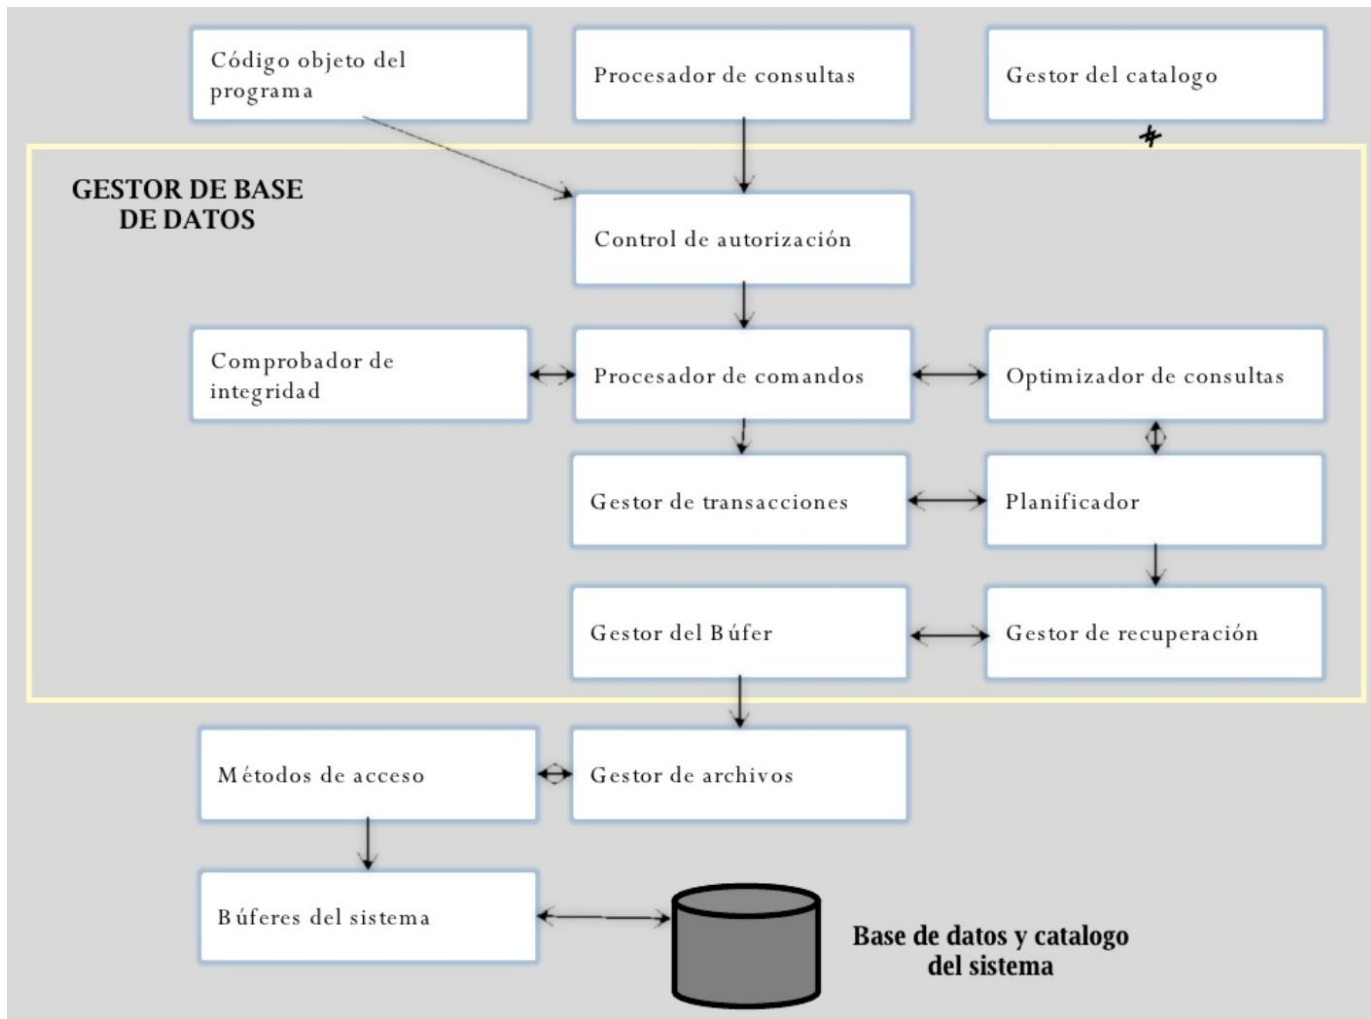 Código objeto del
programa
Procesador de consultas
Gestor del catalogo
GESTOR DE BASE
DE DATOS
Control de autorización
Comprobador de
integridad
Procesador de comandos
Optimizador de consultas
Gestor de transacciones
Planificador
Gestor del Búfer
Gestor de recuperación
Métodos de acceso
Gestor de archivos
Búferes del sistema
Base de datos y catalogo
del sistema